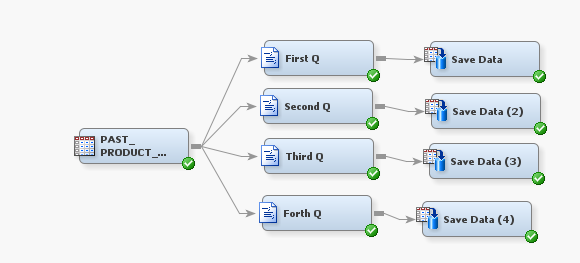 First Q
Save Data
Second Q
Save Data (2)
PAST_
PRODUCT_...
Third Q
Save Data (3)
Forth Q
Save Data (4)